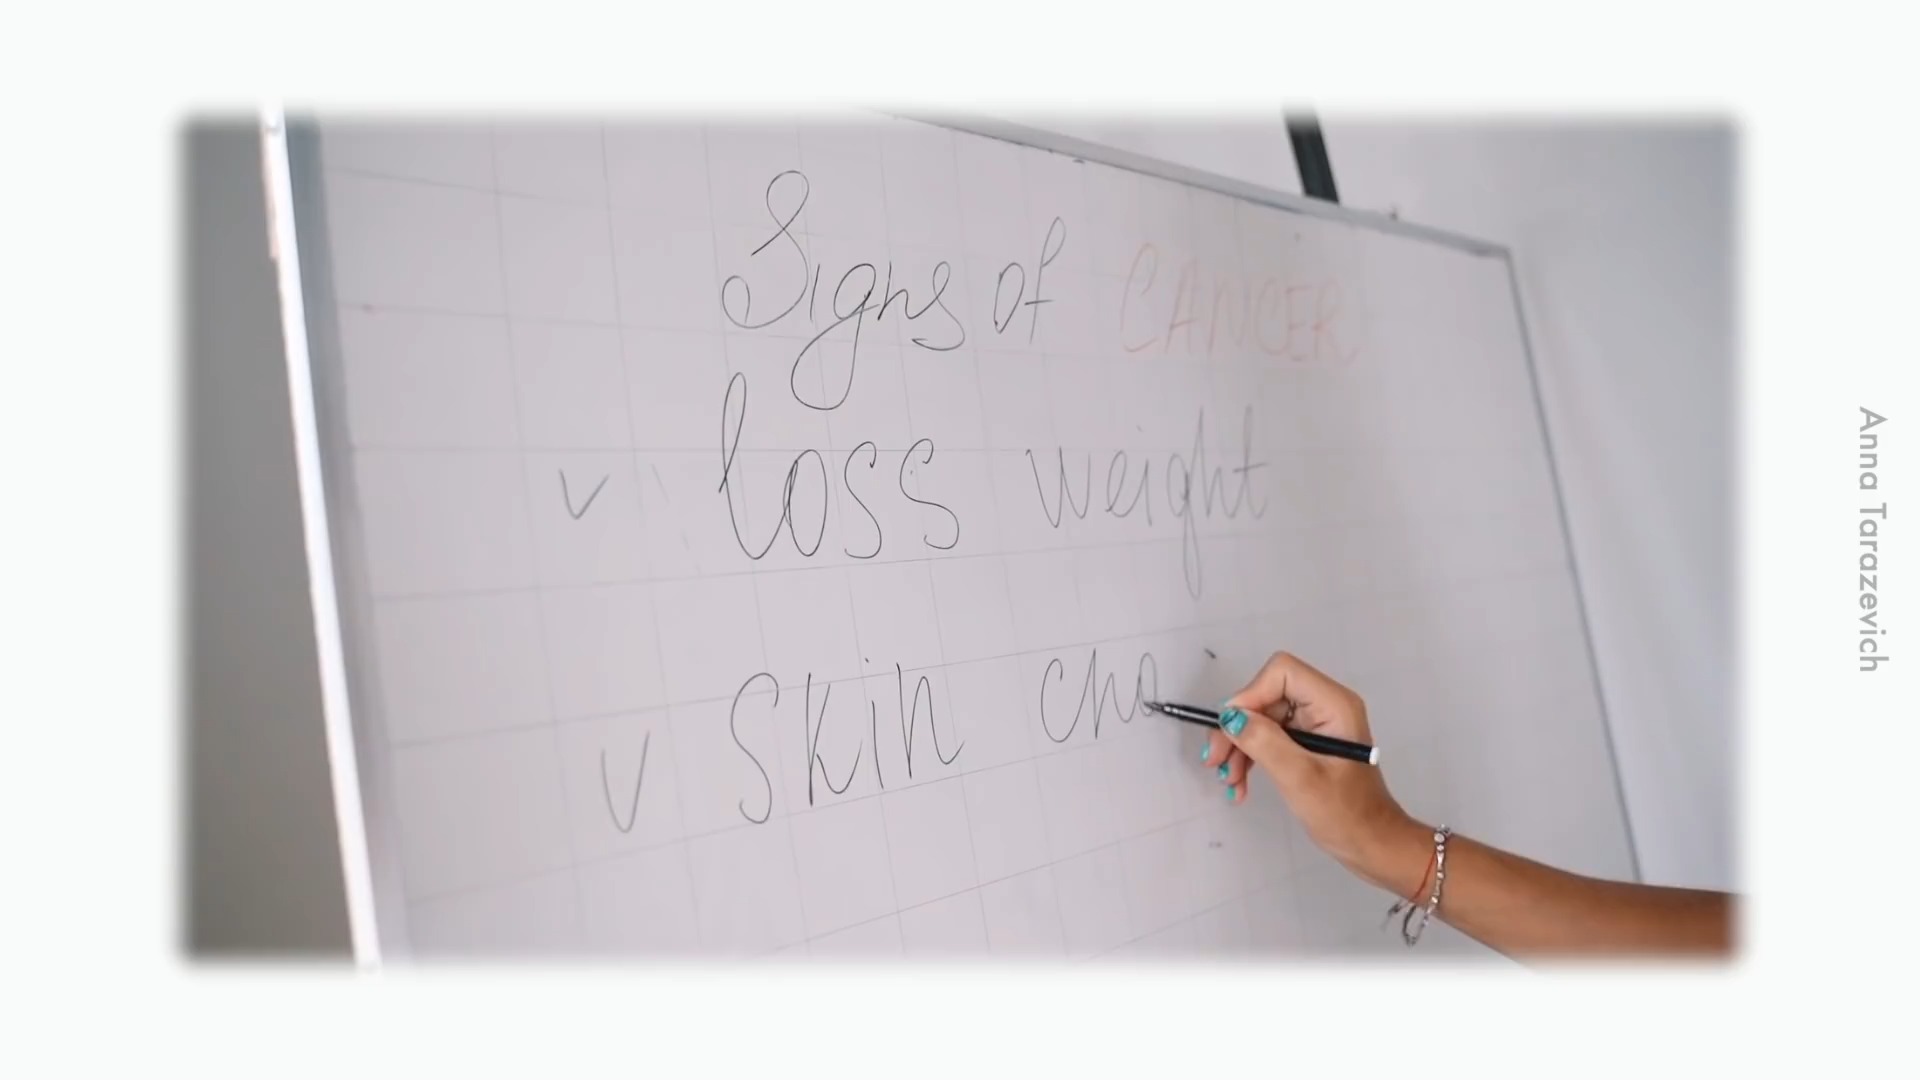 Signs of CANCER
✓ loss weight
✓ skin cha
Anna Tarazevich